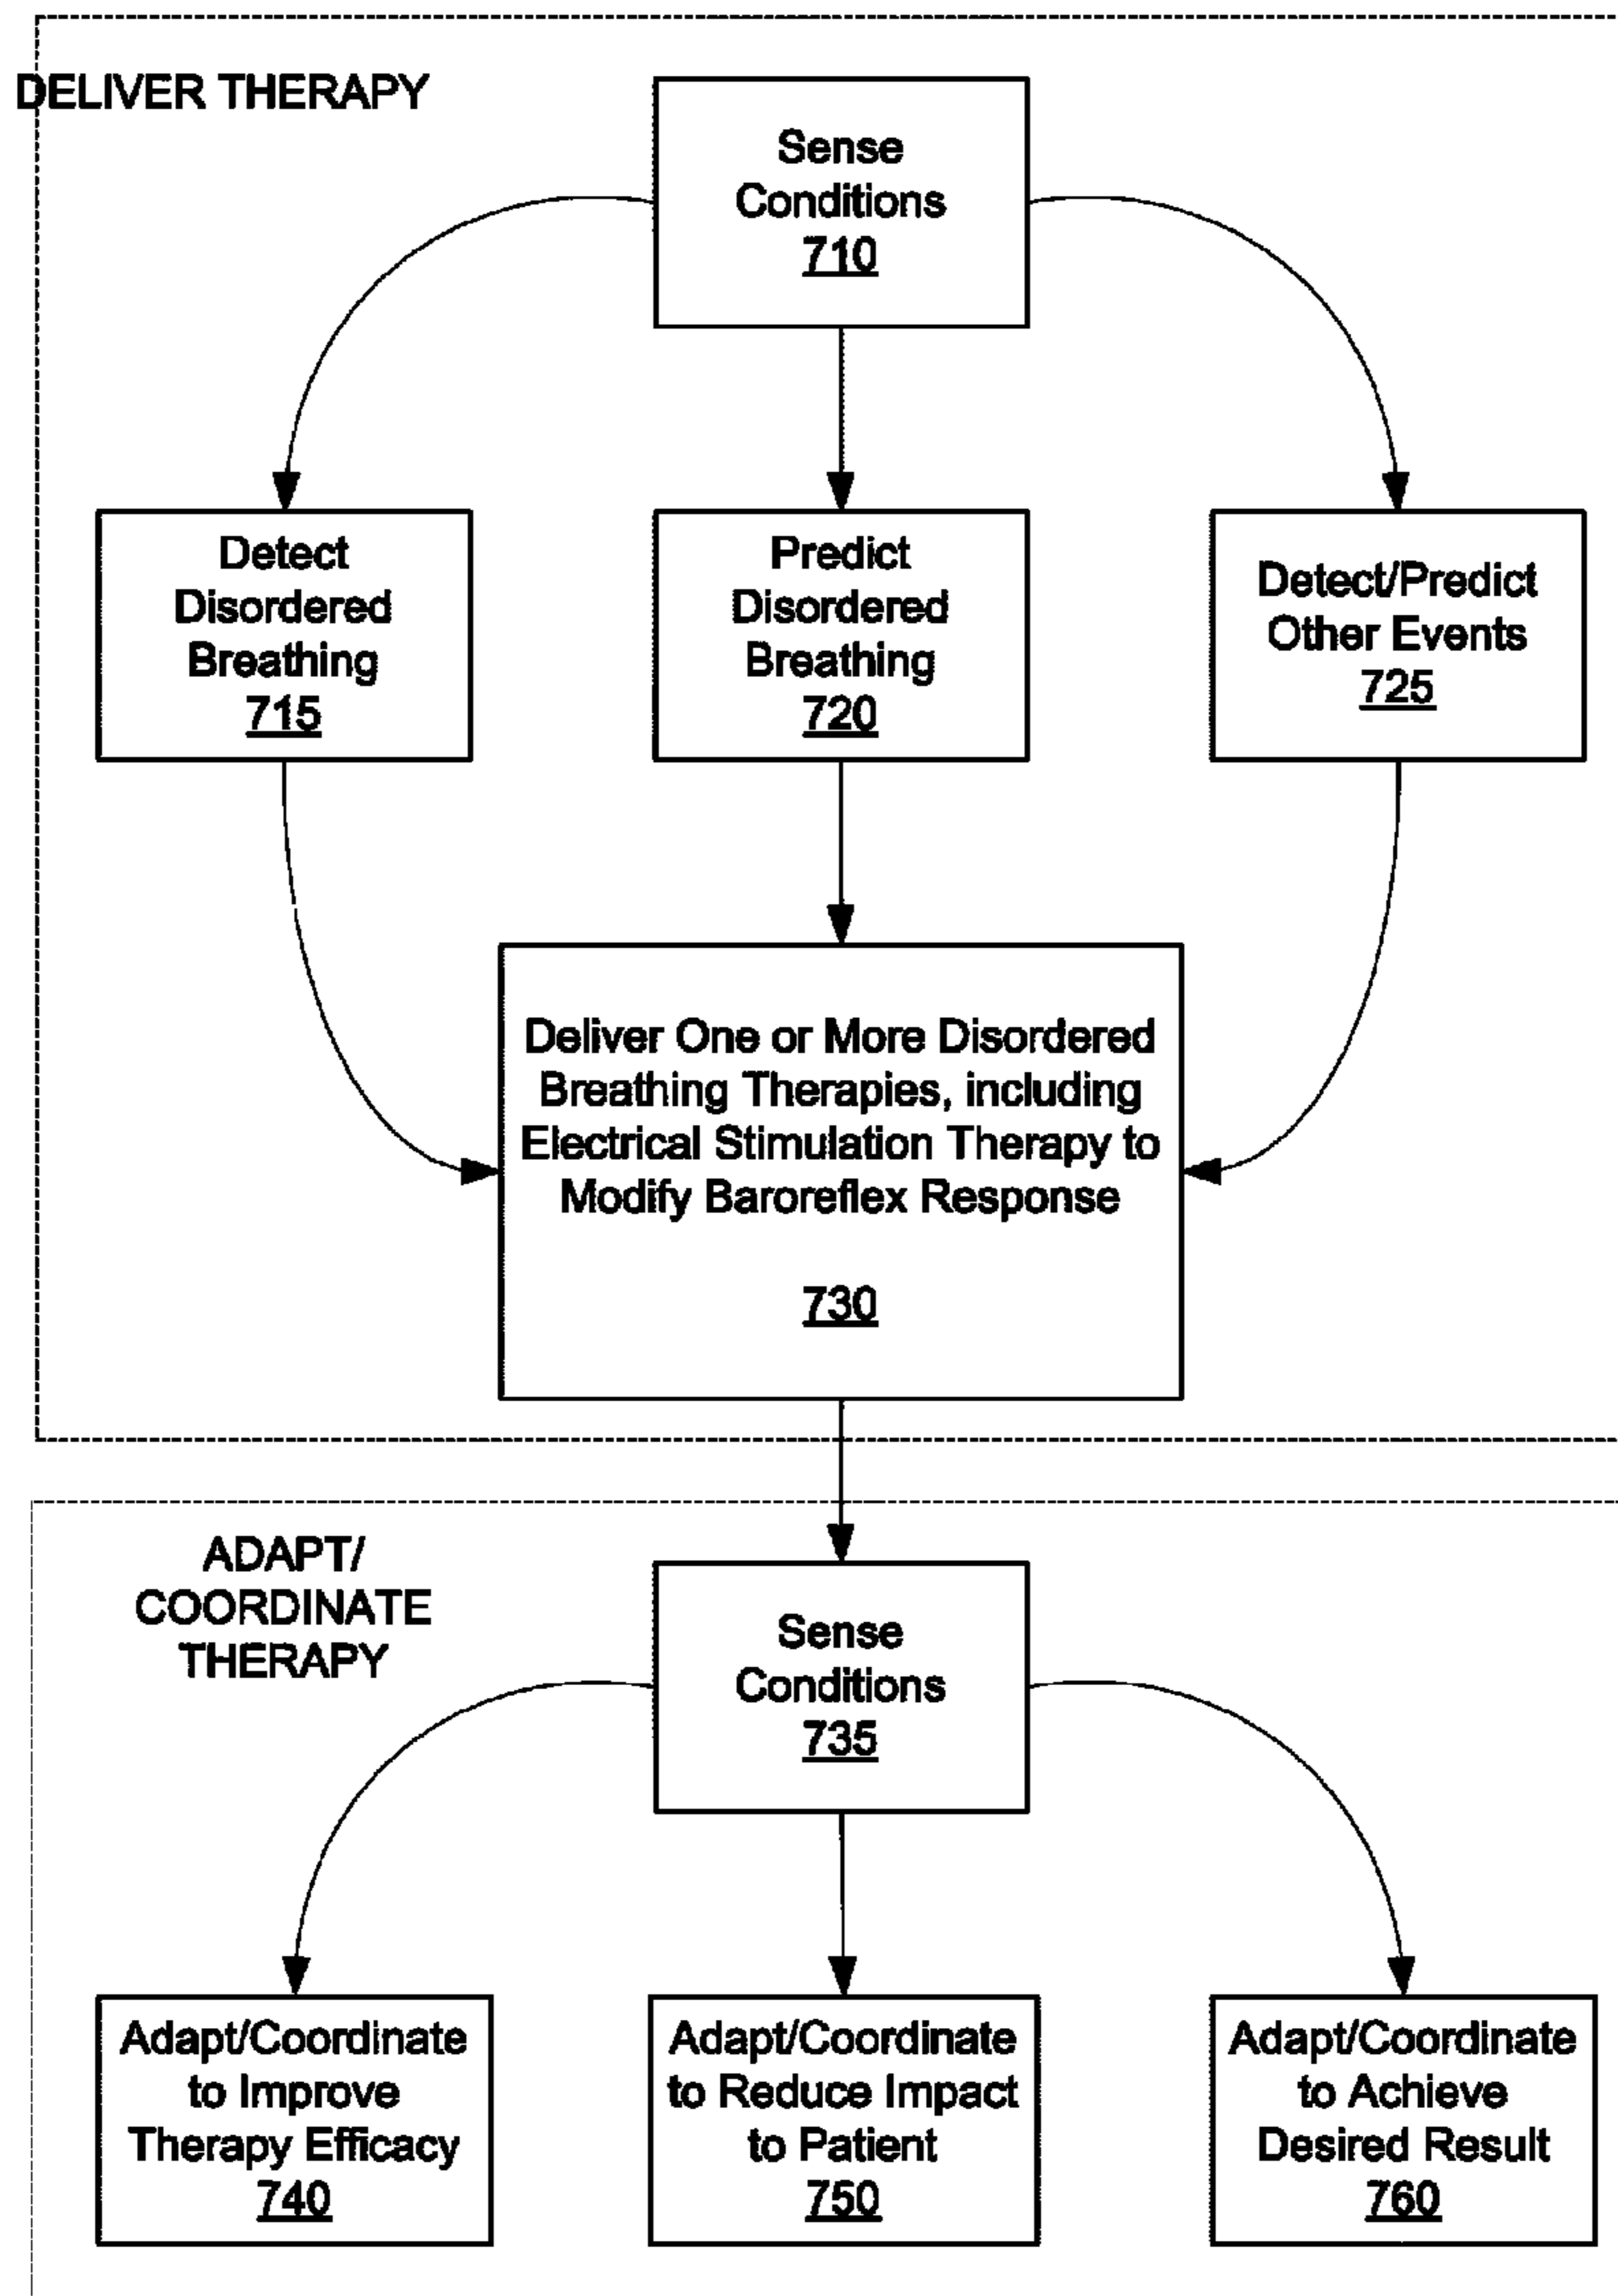 DELIVER THERAPY
Sense
Conditions
710
Detect
Disordered
Breathing
715
Predict
Disordered
Breathing
720
Detect/Predict
Other Events
725
Deliver One or More Disordered
Breathing Therapies, including
Electrical Stimulation Therapy to
Modify Baroreflex Response
730
ADAPT/
COORDINATE
THERAPY
Sense
Conditions
735
Adapt/Coordinate
to Improve
Therapy Efficacy
740
Adapt/Coordinate
to Reduce Impact
to Patient
750
Adapt/Coordinate
to Achieve
Desired Result
760